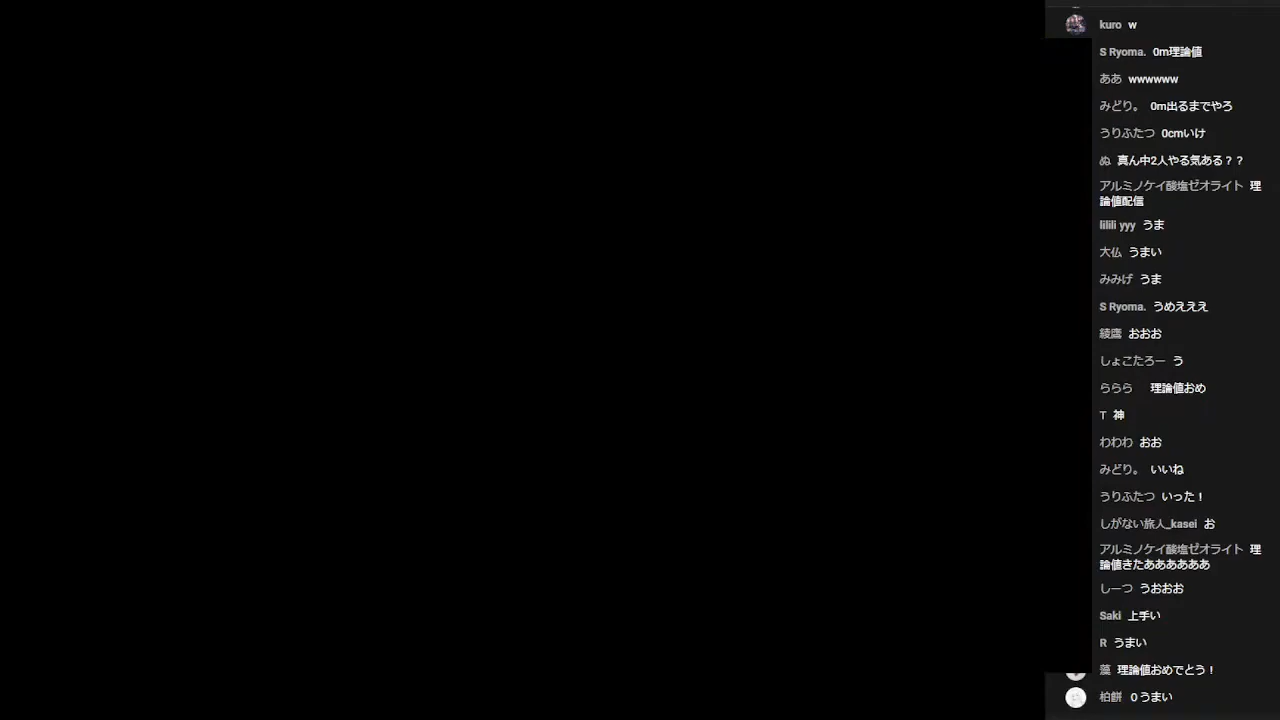 kuro w
S Ryoma. 0m理論値
ああ wwwwww
みどり。 0m出るまでやろ
うりふたつ 0cmいけ
ぬ 真ん中2人やる気ある？？
アルミノケイ酸塩ゼオライト 理
論値配信
lililili yyy うま
大仏 うまい
みみげ うま
S Ryoma. うめえええ
綾鷹 おおお
しょこたろー う
ららら 理論値おめ
T 神
わわわ おお
みどり。 いいね
うりふたつ いった！
しがない旅人_kasei お
アルミノケイ酸塩ゼオライト 理
論値きたああああああ
しーつ うおおお
Saki 上手い
R うまい
藻 理論値おめでとう！
柏餅 0うまい